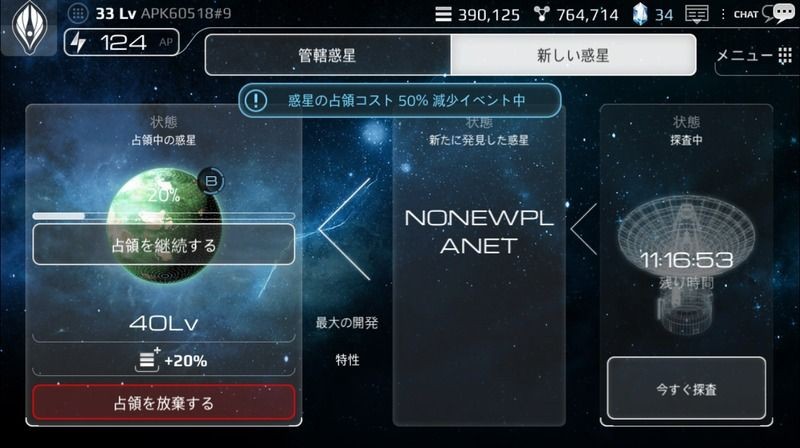 33 Lv APK60518#9
390,125
764,714
34
CHAT
124 AP
管轄惑星
新しい惑星
メニュー
惑星の占領コスト 50% 減少イベント中
状態
占領中の惑星
B
20%
占領を継続する
40Lv
+20%
占領を放棄する
最大の開発
特性
状態
新たに発見した惑星
NONEWPL
ANET
状態
探査中
11:16:53
残り時間
今すぐ探査